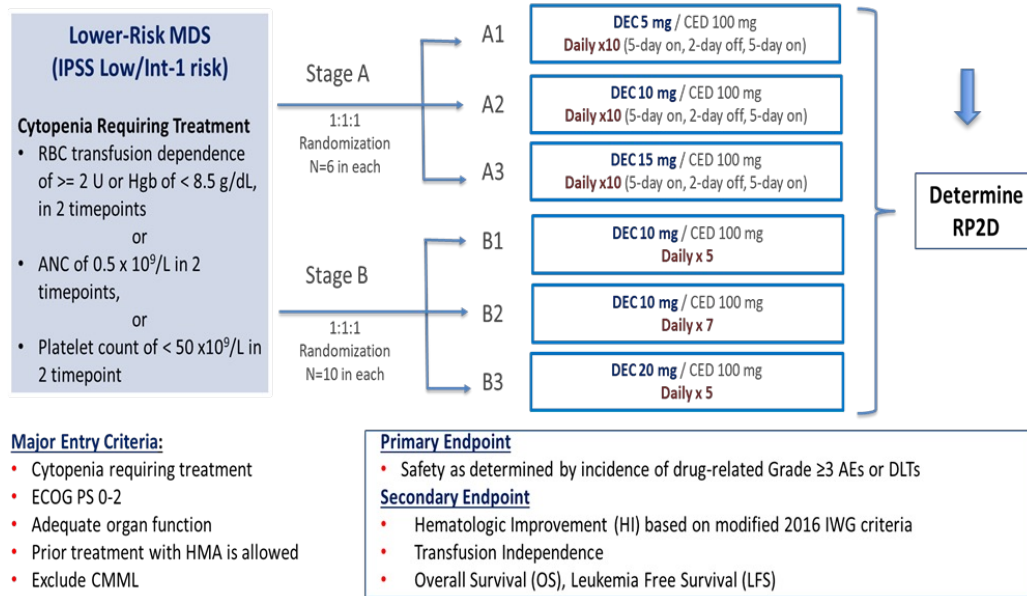 Lower-Risk MDS
(IPSS Low/Int-1 risk)
Cytopenia Requiring Treatment
• RBC transfusion dependence
of >= 2 U or Hgb of < 8.5 g/dL,
in 2 timepoints
or
• ANC of 0.5 x 10⁹/L in 2
timepoints,
or
• Platelet count of < 50 x10⁹/L in
2 timepoint
Stage A
1:1:1
Randomization
N=6 in each
A1
DEC 5 mg / CED 100 mg
Daily x10 (5-day on, 2-day off, 5-day on)
A2
DEC 10 mg / CED 100 mg
Daily x10 (5-day on, 2-day off, 5-day on)
A3
DEC 15 mg / CED 100 mg
Daily x10 (5-day on, 2-day off, 5-day on)
Stage B
1:1:1
Randomization
N=10 in each
B1
DEC 10 mg / CED 100 mg
Daily x 5
B2
DEC 10 mg / CED 100 mg
Daily x 7
B3
DEC 20 mg / CED 100 mg
Daily x 5
Determine
RP2D
Major Entry Criteria:
• Cytopenia requiring treatment
• ECOG PS 0-2
• Adequate organ function
• Prior treatment with HMA is allowed
• Exclude CMML
Primary Endpoint
• Safety as determined by incidence of drug-related Grade ≥3 AEs or DLTs
Secondary Endpoint
• Hematologic Improvement (HI) based on modified 2016 IWG criteria
• Transfusion Independence
• Overall Survival (OS), Leukemia Free Survival (LFS)